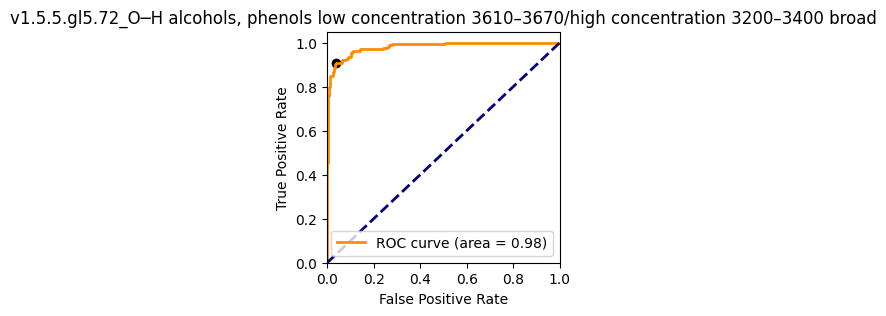 v1.5.5.gl5.72_O─H alcohols, phenols low concentration 3610–3670/high concentration 3200–3400 broad
1.0
0.8
0.6
0.4
0.2
0.0
True Positive Rate
ROC curve (area = 0.98)
0.0 0.2 0.4 0.6 0.8 1.0
False Positive Rate